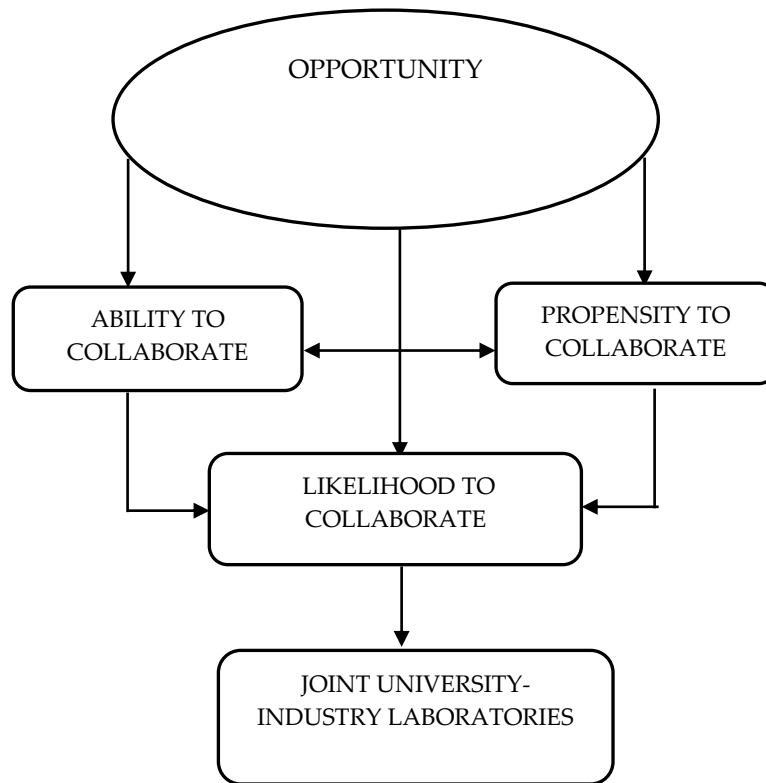 OPPORTUNITY
ABILITY TO
COLLABORATE
PROPENSITY TO
COLLABORATE
LIKELIHOOD TO
COLLABORATE
JOINT UNIVERSITY-
INDUSTRY LABORATORIES